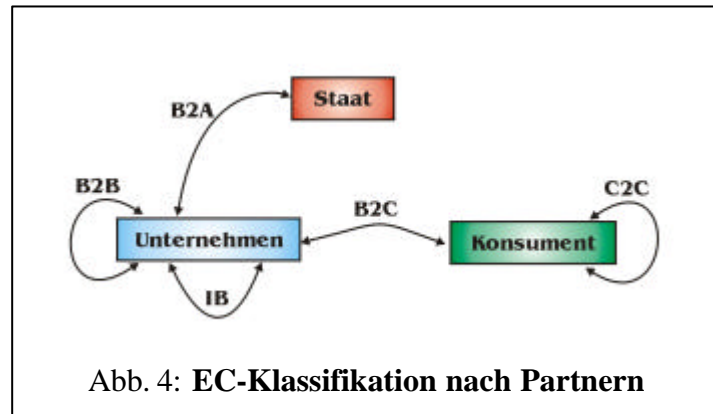 Staat
B2A
B2B
C2C
B2C
Unternehmen
Konsument
IB
Abb. 4: EC-Klassifikation nach Partnern